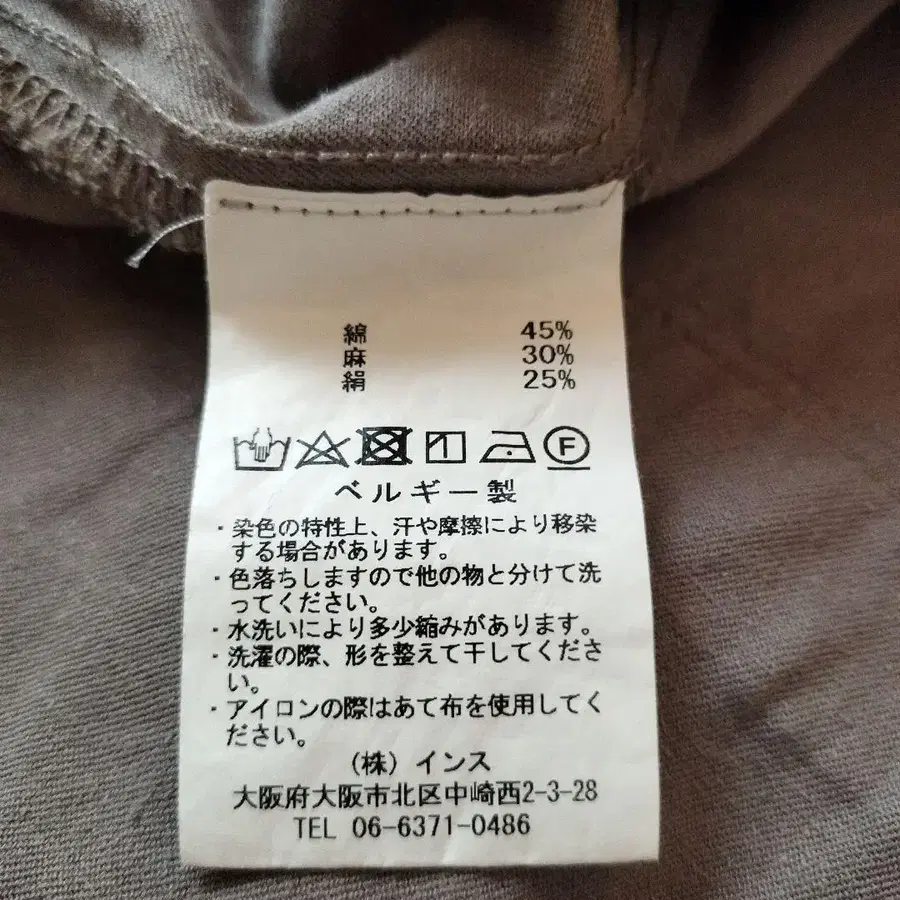 綿 45%
麻 30%
絹 25%
F
ベルギー製
・染色の特性上、汗や摩擦により移染
する場合があります。
・色落ちしますので他の物と分けて洗
ってください。
・水洗いにより多少縮みがあります。
・洗濯の際、形を整えて干してくださ
い。
・アイロンの際はあて布を使用してく
ださい。
(株)インス
大阪府大阪市北区中崎西2-3-28
TEL 06-6371-0486